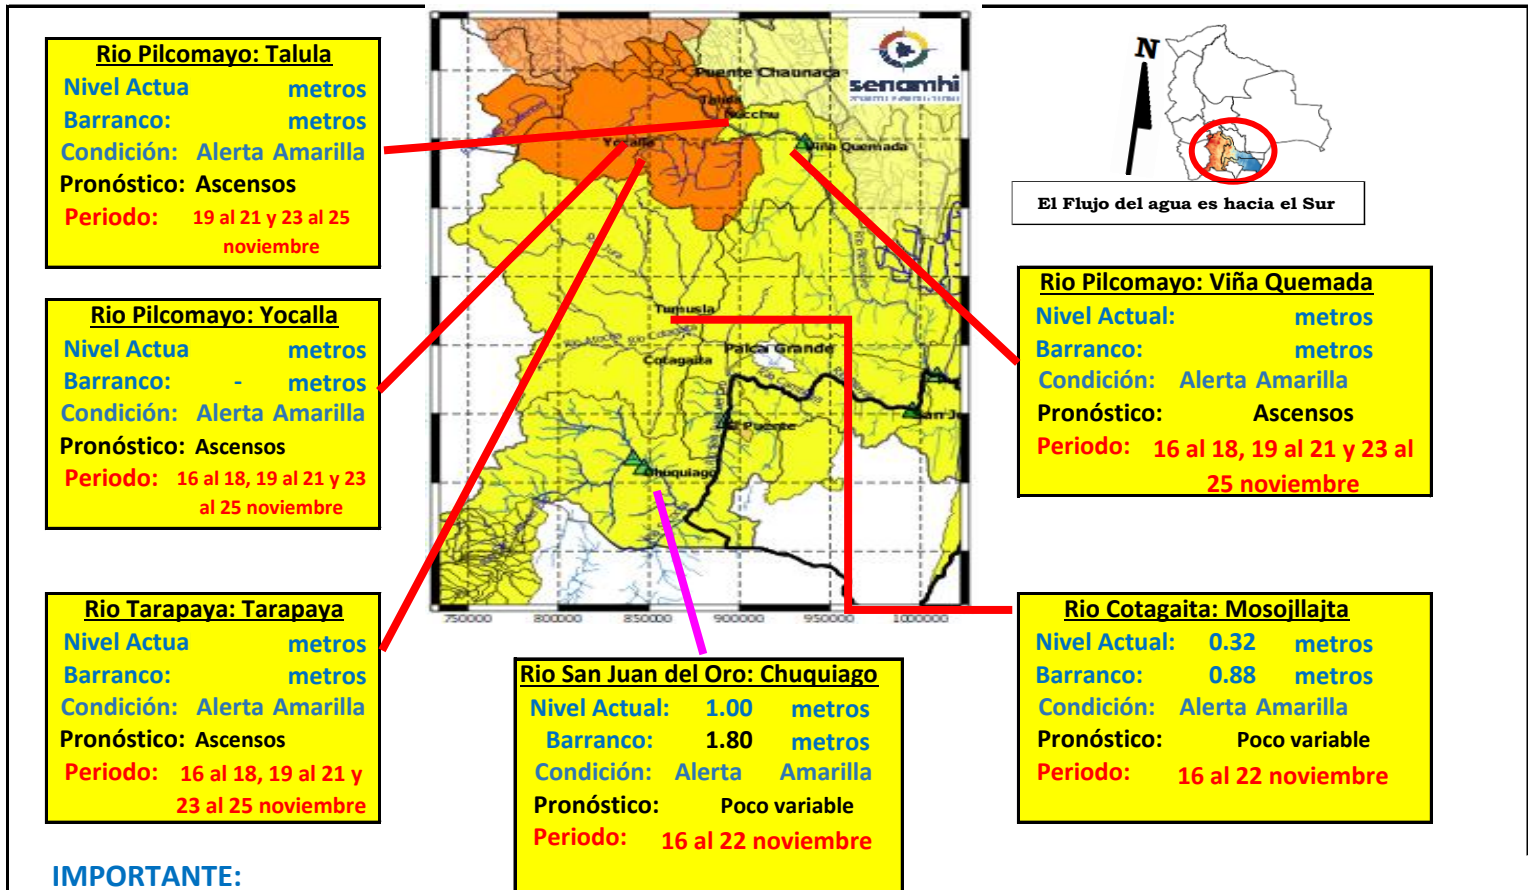 Rio Pilcomayo: Talula
Nivel Actua metros
Barranco: metros
Condición: Alerta Amarilla
Pronóstico: Ascensos
Periodo: 19 al 21 y 23 al 25
noviembre
Rio Pilcomayo: Yocalla
Nivel Actua metros
Barranco: - metros
Condición: Alerta Amarilla
Pronóstico: Ascensos
Periodo: 16 al 18, 19 al 21 y 23
al 25 noviembre
Rio Tarapaya: Tarapaya
Nivel Actua metros
Barranco: metros
Condición: Alerta Amarilla
Pronóstico: Ascensos
Periodo: 16 al 18, 19 al 21 y
23 al 25 noviembre
IMPORTANTE:
senamhi
Puente Chaunaca
Talula
Ñucchu
Yocalla
Viña Quemada
Tumusla
Cotagaita
Palca Grande
El Puente
San Ju
Chuquiago
750000 800000 850000 900000 950000 1000000
Rio San Juan del Oro: Chuquiago
Nivel Actual: 1.00 metros
Barranco: 1.80 metros
Condición: Alerta Amarilla
Pronóstico: Poco variable
Periodo: 16 al 22 noviembre
N
El Flujo del agua es hacia el Sur
Rio Pilcomayo: Viña Quemada
Nivel Actual: metros
Barranco: metros
Condición: Alerta Amarilla
Pronóstico: Ascensos
Periodo: 16 al 18, 19 al 21 y 23 al
25 noviembre
Rio Cotagaita: Mosojllajta
Nivel Actual: 0.32 metros
Barranco: 0.88 metros
Condición: Alerta Amarilla
Pronóstico: Poco variable
Periodo: 16 al 22 noviembre